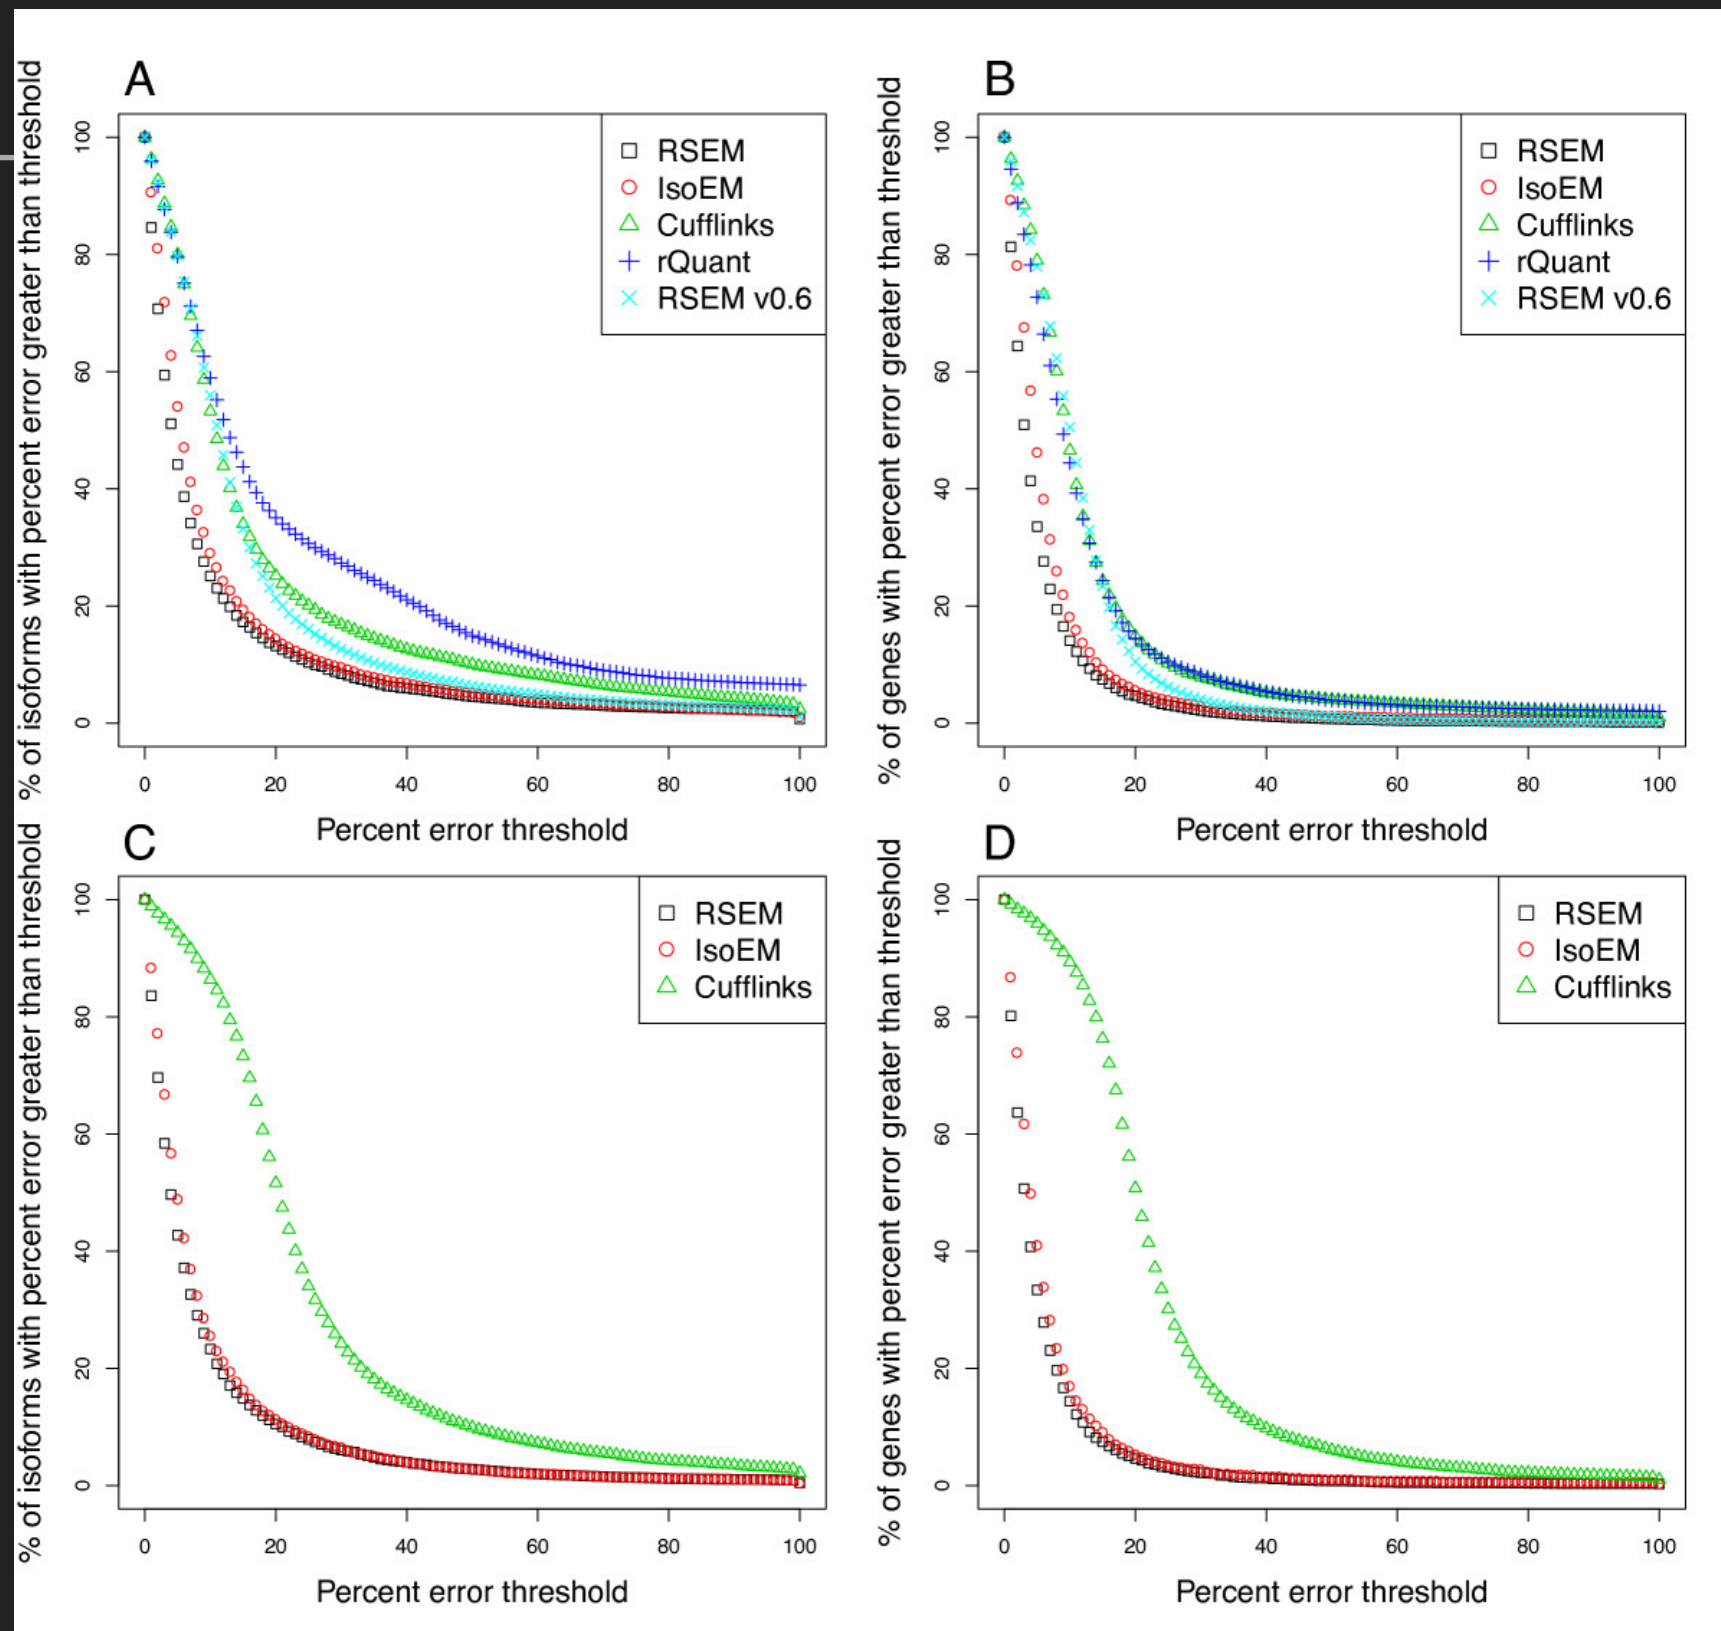 A
% of isoforms with percent error greater than threshold
100
80
60
40
20
0
RSEM
IsoEM
Cufflinks
rQuant
RSEM v0.6
0 20 40 60 80 100
Percent error threshold
B
% of genes with percent error greater than threshold
100
80
60
40
20
0
RSEM
IsoEM
Cufflinks
rQuant
RSEM v0.6
0 20 40 60 80 100
Percent error threshold
C
% of isoforms with percent error greater than threshold
100
80
60
40
20
0
RSEM
IsoEM
Cufflinks
0 20 40 60 80 100
Percent error threshold
D
% of genes with percent error greater than threshold
100
80
60
40
20
0
RSEM
IsoEM
Cufflinks
0 20 40 60 80 100
Percent error threshold